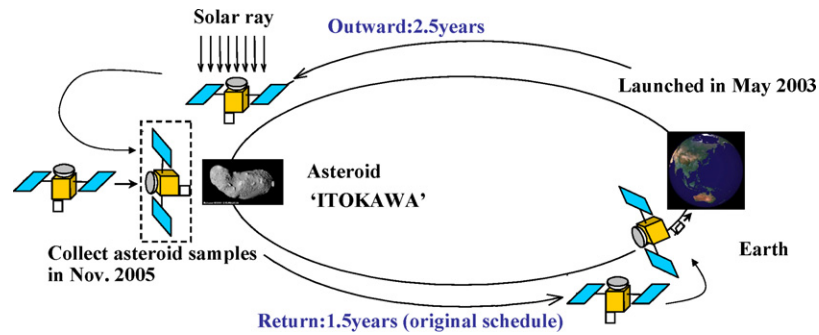 Solar ray
Outward:2.5years
Launched in May 2003
Asteroid
‘ITOKAWA’
Collect asteroid samples
in Nov. 2005
Earth
Return:1.5years (original schedule)